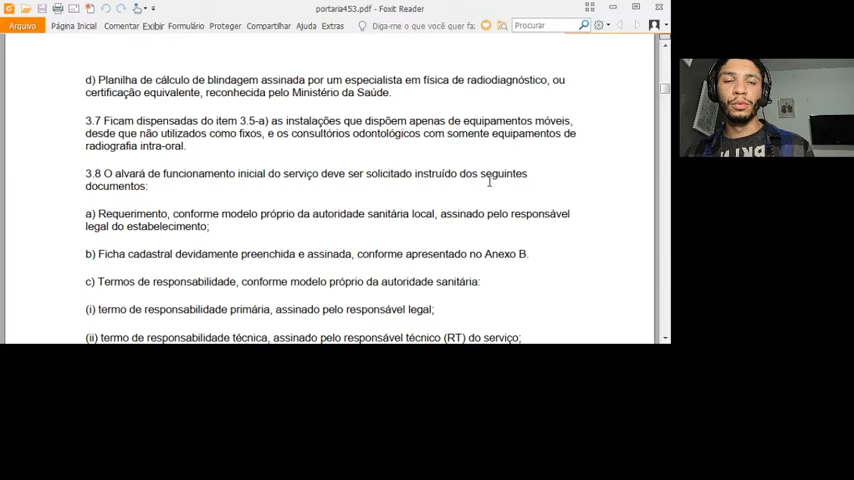 portaria453.pdf - Foxit Reader
Arquivo Página Inicial Comentar Exibir Formulário Proteger Compartilhar Ajuda Extras Diga-me o que você quer fa: Procurar
d) Planilha de cálculo de blindagem assinada por um especialista em física de radiodiagnóstico, ou
certificação equivalente, reconhecida pelo Ministério da Saúde.
3.7 Ficam dispensadas do item 3.5-a) as instalações que dispõem apenas de equipamentos móveis,
desde que não utilizados como fixos, e os consultórios odontológicos com somente equipamentos de
radiografia intra-oral.
3.8 O alvará de funcionamento inicial do serviço deve ser solicitado instruído dos seguintes
documentos:
a) Requerimento, conforme modelo próprio da autoridade sanitária local, assinado pelo responsável
legal do estabelecimento;
b) Ficha cadastral devidamente preenchida e assinada, conforme apresentado no Anexo B.
c) Termos de responsabilidade, conforme modelo próprio da autoridade sanitária:
(i) termo de responsabilidade primária, assinado pelo responsável legal;
(ii) termo de responsabilidade técnica, assinado pelo responsável técnico (RT) do serviço;